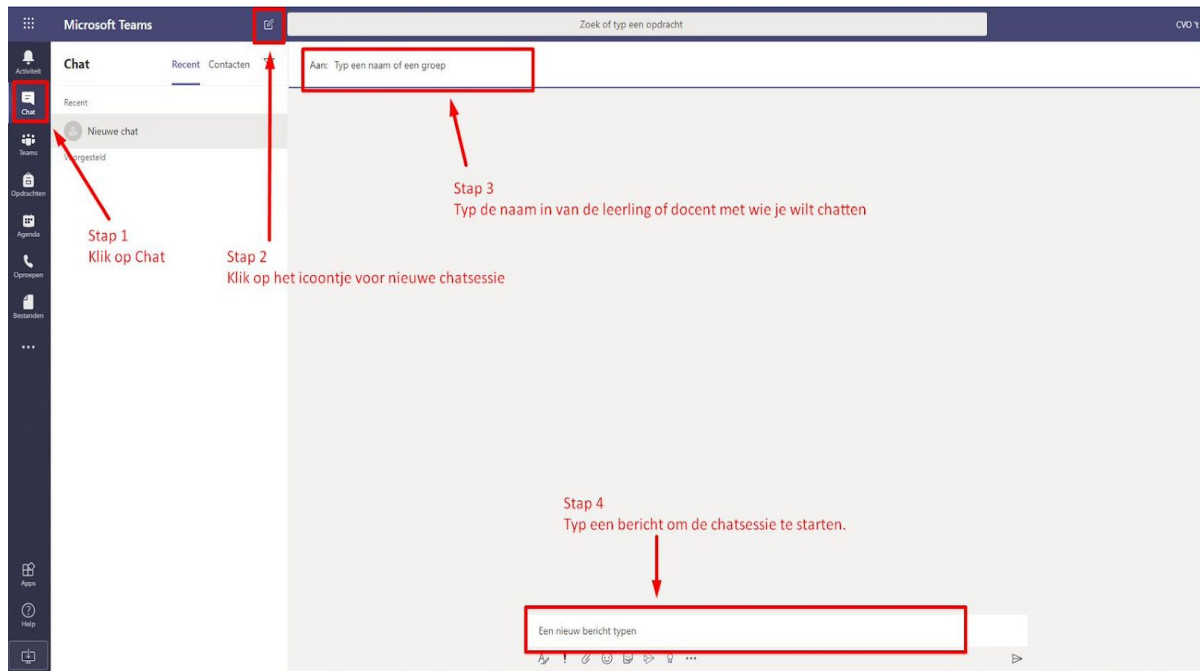 Microsoft Teams
Zoek of typ een opdracht
CVO 't
Activiteit
Chat
Teams
Opdrachten
Agenda
Oproepen
Bestanden
Apps
Help
Chat
Recent Contacten
Recent
Nieuwe chat
Voorgesteld
Aan: Typ een naam of een groep
Stap 1
Klik op Chat
Stap 2
Klik op het icoontje voor nieuwe chatsessie
Stap 3
Typ de naam in van de leerling of docent met wie je wilt chatten
Stap 4
Typ een bericht om de chatsessie te starten.
Een nieuw bericht typen